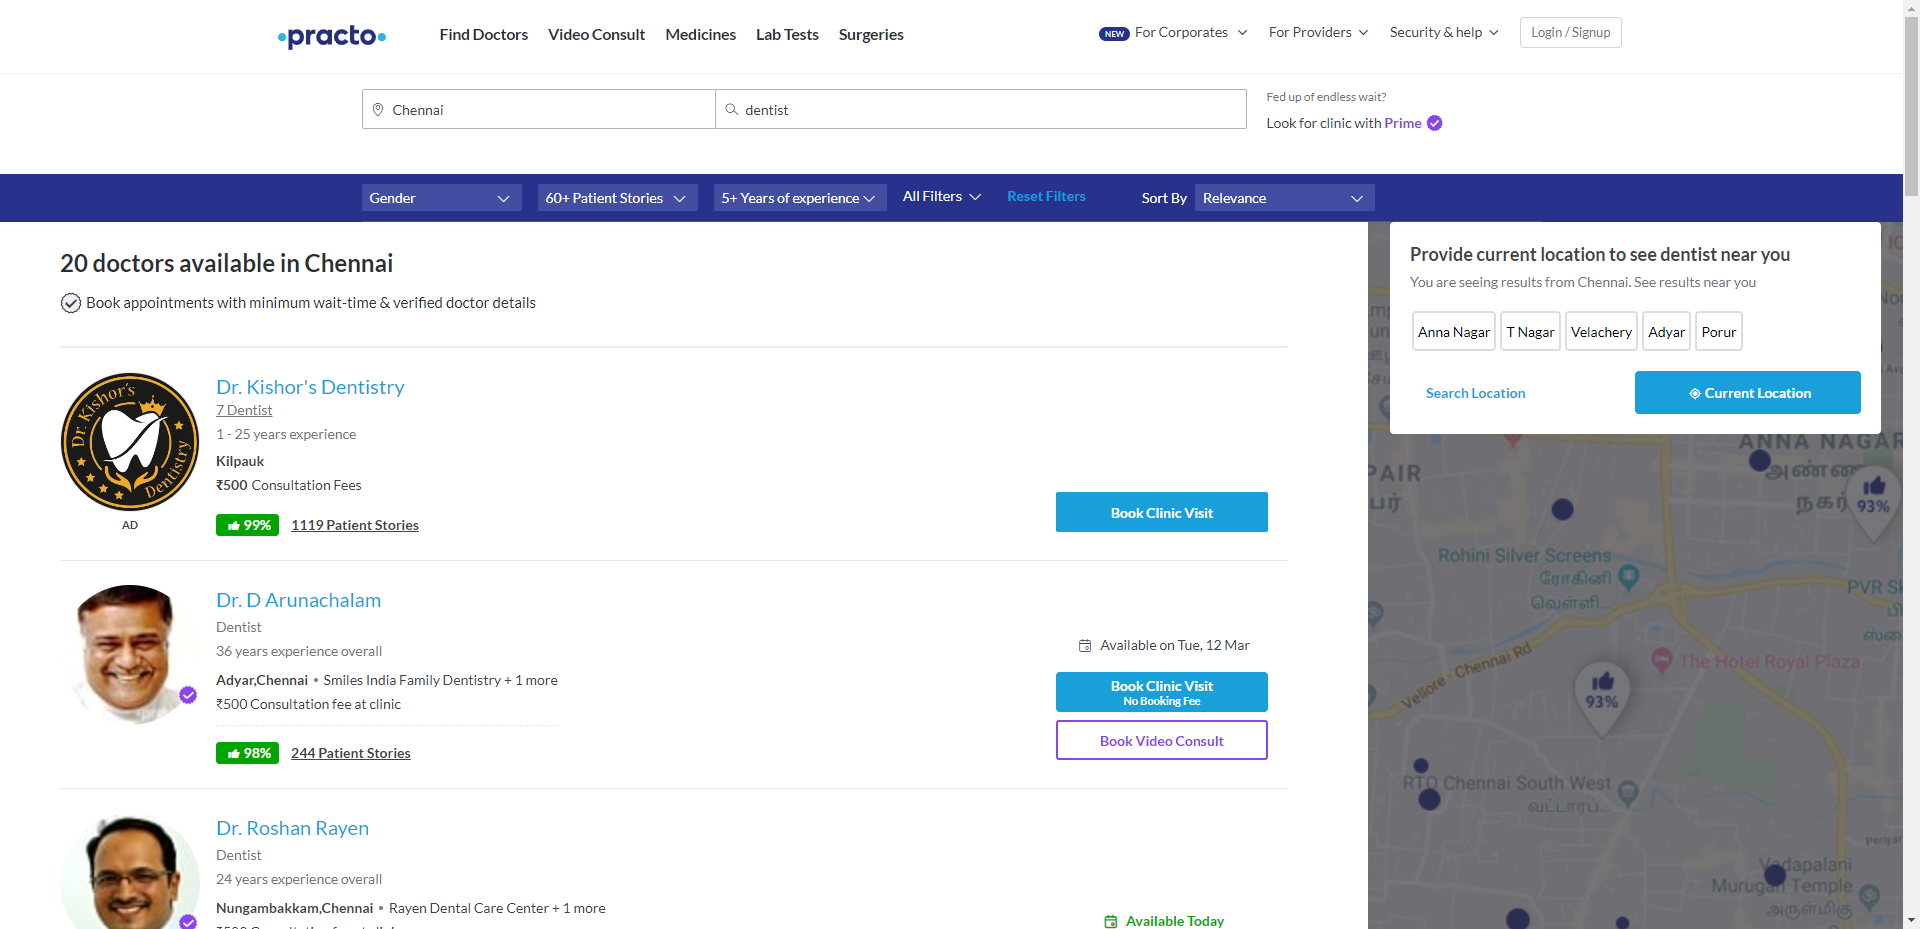 practo
Find Doctors
Video Consult
Medicines
Lab Tests
Surgeries
NEW For Corporates
For Providers
Security & help
Login / Signup
Chennai
dentist
Fed up of endless wait?
Look for clinic with Prime
Gender
60+ Patient Stories
5+ Years of experience
All Filters
Reset Filters
Sort By
Relevance
20 doctors available in Chennai
Book appointments with minimum wait-time & verified doctor details
Dr. Kishor's Dentistry
AD
Dr. Kishor's Dentistry
7 Dentist
1 - 25 years experience
Kilpauk
₹500 Consultation Fees
99%
1119 Patient Stories
Book Clinic Visit
Dr. D Arunachalam
Dentist
36 years experience overall
Adyar,Chennai • Smiles India Family Dentistry + 1 more
₹500 Consultation fee at clinic
98%
244 Patient Stories
Available on Tue, 12 Mar
Book Clinic Visit
No Booking Fee
Book Video Consult
Dr. Roshan Rayen
Dentist
24 years experience overall
Nungambakkam,Chennai • Rayen Dental Care Center + 1 more
Available Today
Provide current location to see dentist near you
You are seeing results from Chennai. See results near you
Anna Nagar
T Nagar
Velachery
Adyar
Porur
Search Location
Current Location
ANNA NAGAR
93%
Rohini Silver Screens
ரோகினி
வெள்ளி...
PVR
Vellore - Chennai Rd
The Hotel Royal Plaza
93%
RTO Chennai South West
வட்டாரப்...
Vadapalani
Murugan Temple
அருள்மிகு